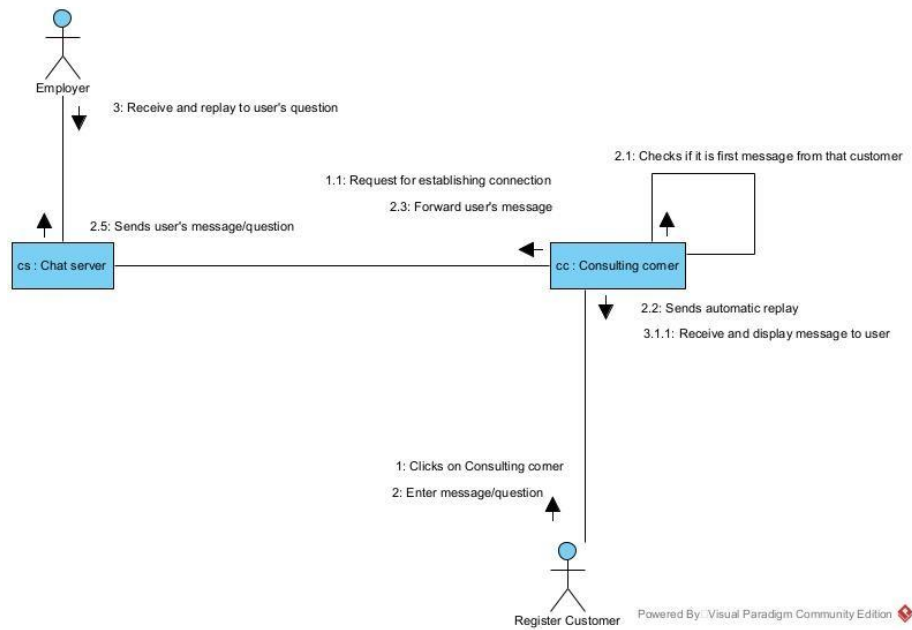 Employer
3: Receive and replay to user's question
2.1: Checks if it is first message from that customer
1.1: Request for establishing connection
2.3: Forward user's message
2.5: Sends user's message/question
cs : Chat server
cc : Consulting corner
2.2: Sends automatic replay
3.1.1: Receive and display message to user
1: Clicks on Consulting corner
2: Enter message/question
Register Customer
Powered By Visual Paradigm Community Edition